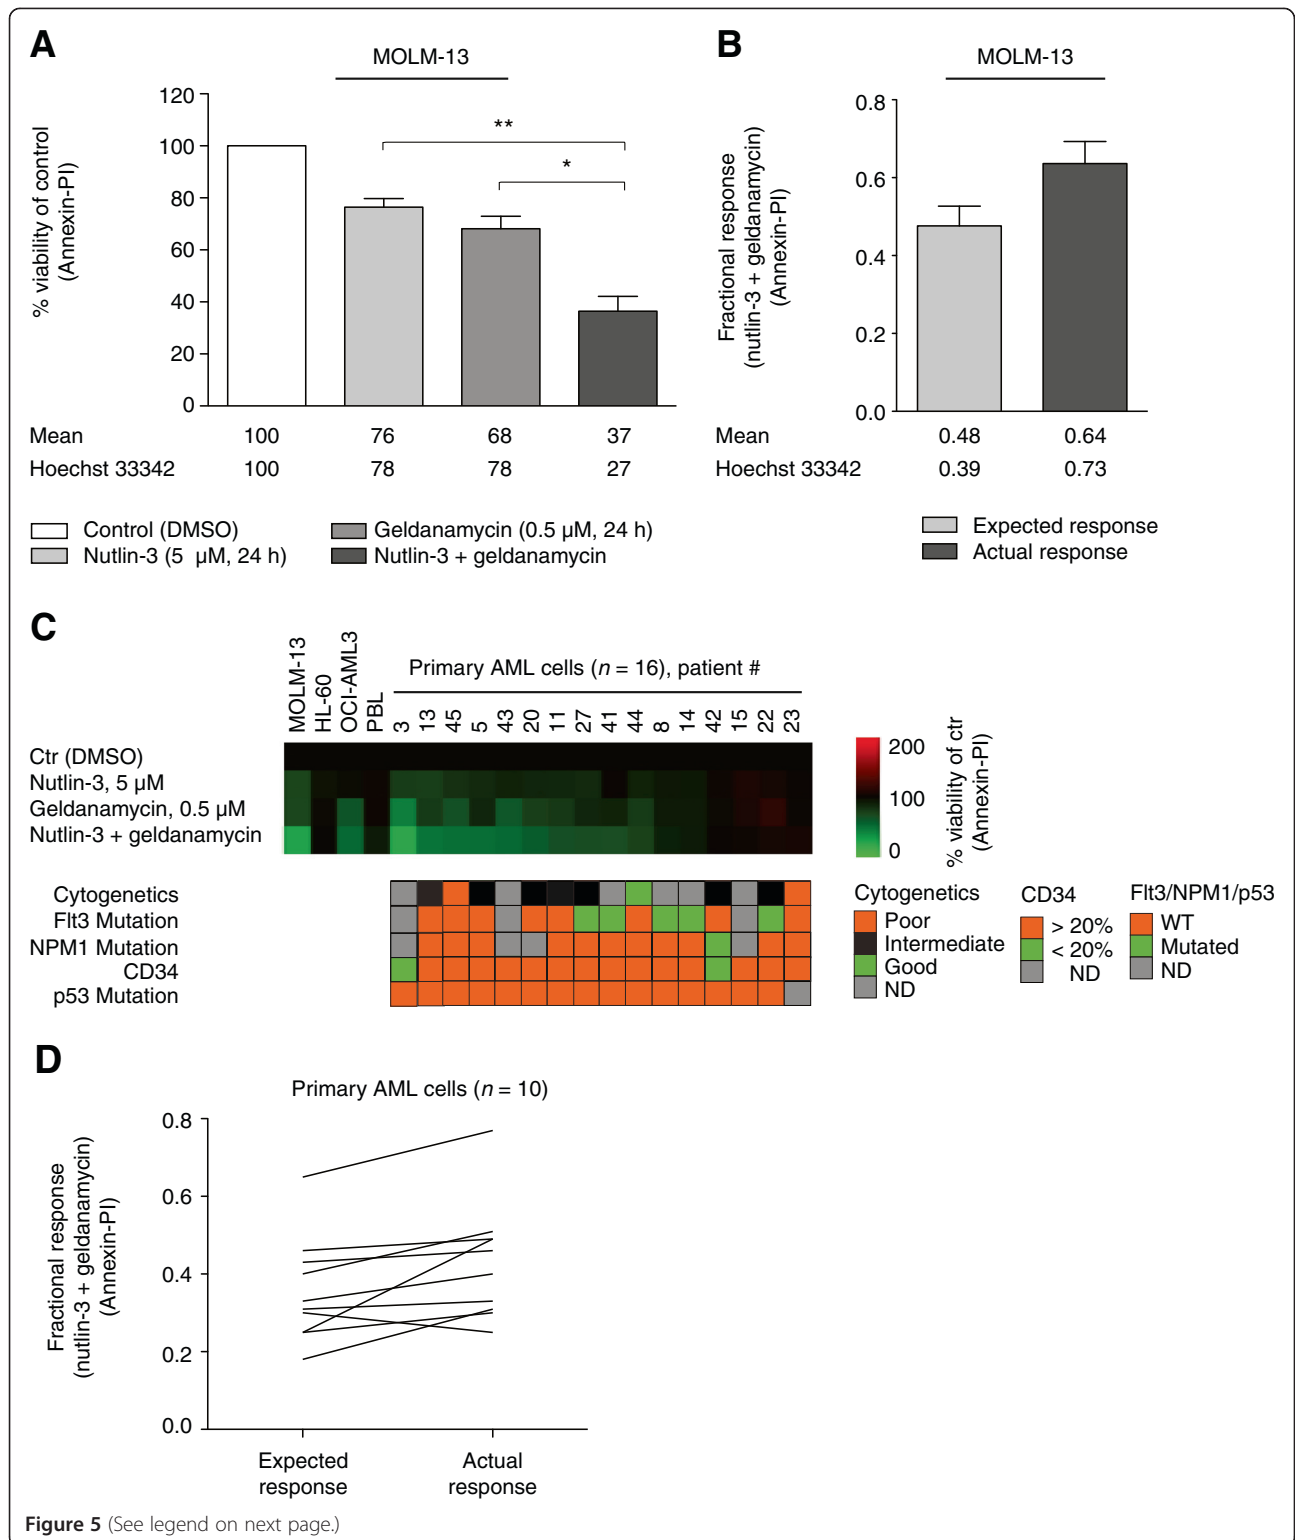 A
MOLM-13
% viability of control
(Annexin-PI)
120
100
80
60
40
20
0
**
*
Mean 100 76 68 37
Hoechst 33342 100 78 78 27
Control (DMSO)
Nutlin-3 (5 µM, 24 h)
Geldanamycin (0.5 µM, 24 h)
Nutlin-3 + geldanamycin
B
MOLM-13
Fractional response
(nutlin-3 + geldanamycin)
(Annexin-PI)
0.8
0.6
0.4
0.2
0.0
Mean 0.48 0.64
Hoechst 33342 0.39 0.73
Expected response
Actual response
C
MOLM-13
HL-60
OCI-AML3
PBL
Primary AML cells (n = 16), patient #
3 13 45 5 43 20 11 27 41 44 8 14 42 15 22 23
Ctr (DMSO)
Nutlin-3, 5 µM
Geldanamycin, 0.5 µM
Nutlin-3 + geldanamycin
200
100
0
% viability of ctr
(Annexin-PI)
Cytogenetics
Flt3 Mutation
NPM1 Mutation
CD34
p53 Mutation
Cytogenetics
Poor
Intermediate
Good
ND
CD34
> 20%
< 20%
ND
Flt3/NPM1/p53
WT
Mutated
ND
D
Primary AML cells (n = 10)
Fractional response
(nutlin-3 + geldanamycin)
(Annexin-PI)
0.8
0.6
0.4
0.2
0.0
Expected
response
Actual
response
Figure 5 (See legend on next page.)